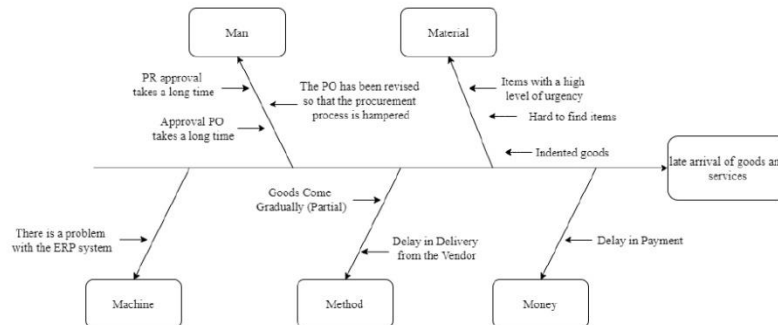 Man
Material
PR approval
takes a long time
The PO has been revised
so that the procurement
process is hampered
Approval PO
takes a long time
Items with a high
level of urgency
Hard to find items
Indented goods
late arrival of goods an
services
Goods Come
Gradually (Partial)
There is a problem
with the ERP system
Delay in Delivery
from the Vendor
Delay in Payment
Machine
Method
Money